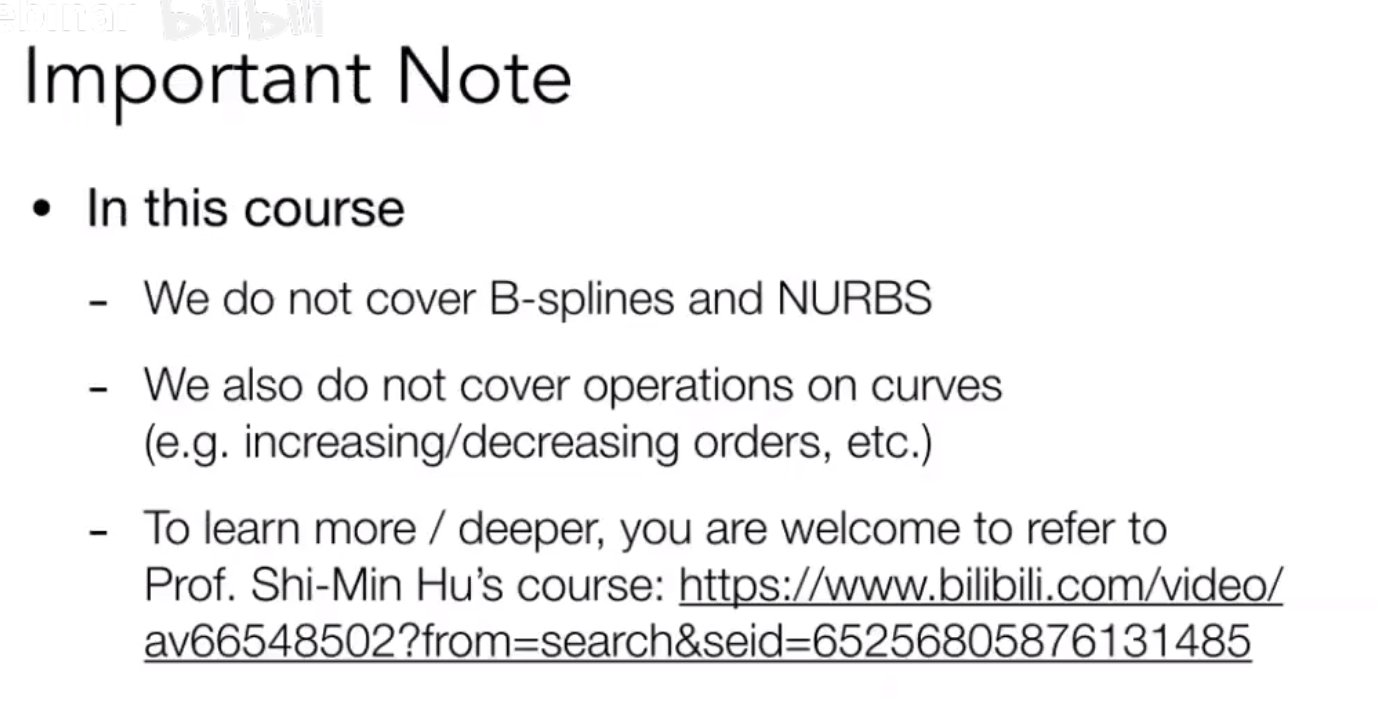 ebinar bilibili
Important Note
• In this course
- We do not cover B-splines and NURBS
- We also do not cover operations on curves
(e.g. increasing/decreasing orders, etc.)
- To learn more / deeper, you are welcome to refer to
Prof. Shi-Min Hu's course: https://www.bilibili.com/video/
av66548502?from=search&seid=65256805876131485